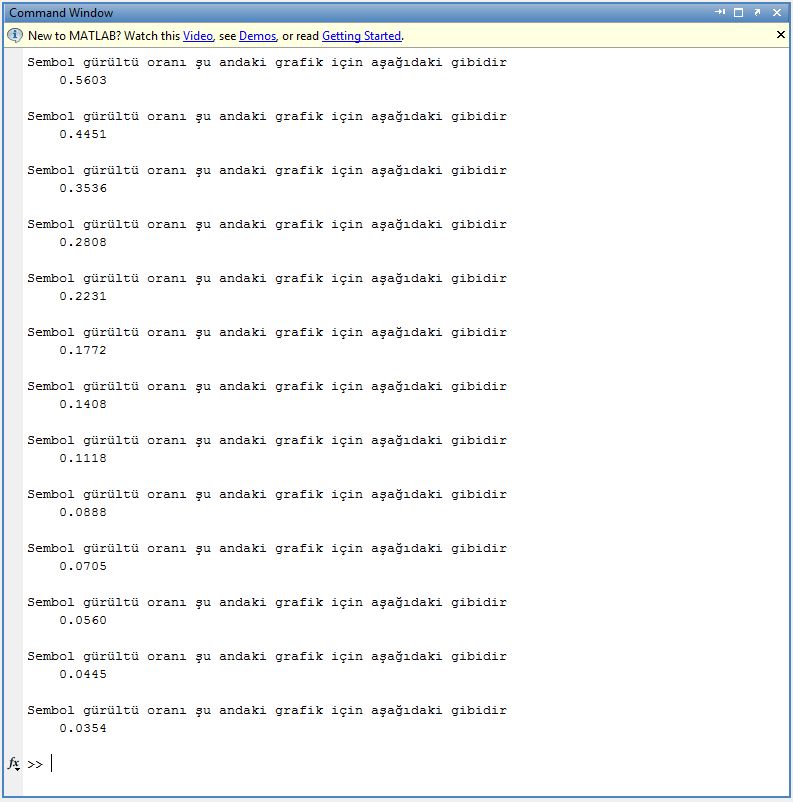 Command Window
New to MATLAB? Watch this Video, see Demos, or read Getting Started.
Sembol gürültü oranı şu andaki grafik için aşağıdaki gibidir
0.5603
Sembol gürültü oranı şu andaki grafik için aşağıdaki gibidir
0.4451
Sembol gürültü oranı şu andaki grafik için aşağıdaki gibidir
0.3536
Sembol gürültü oranı şu andaki grafik için aşağıdaki gibidir
0.2808
Sembol gürültü oranı şu andaki grafik için aşağıdaki gibidir
0.2231
Sembol gürültü oranı şu andaki grafik için aşağıdaki gibidir
0.1772
Sembol gürültü oranı şu andaki grafik için aşağıdaki gibidir
0.1408
Sembol gürültü oranı şu andaki grafik için aşağıdaki gibidir
0.1118
Sembol gürültü oranı şu andaki grafik için aşağıdaki gibidir
0.0888
Sembol gürültü oranı şu andaki grafik için aşağıdaki gibidir
0.0705
Sembol gürültü oranı şu andaki grafik için aşağıdaki gibidir
0.0560
Sembol gürültü oranı şu andaki grafik için aşağıdaki gibidir
0.0445
Sembol gürültü oranı şu andaki grafik için aşağıdaki gibidir
0.0354
fx >>